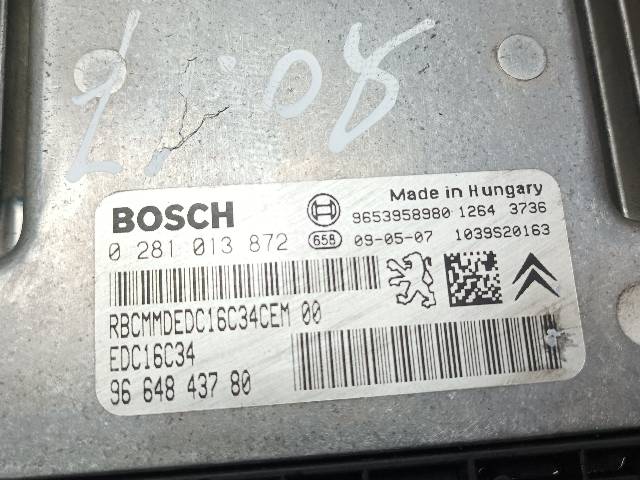 1.08
BOSCH
Made in Hungary
9653958980 1264 3736
0 281 013 872
658 09-05-07 1039S20163
RBCMMDEDC16C34CEM 00
EDC16C34
96 648 437 80